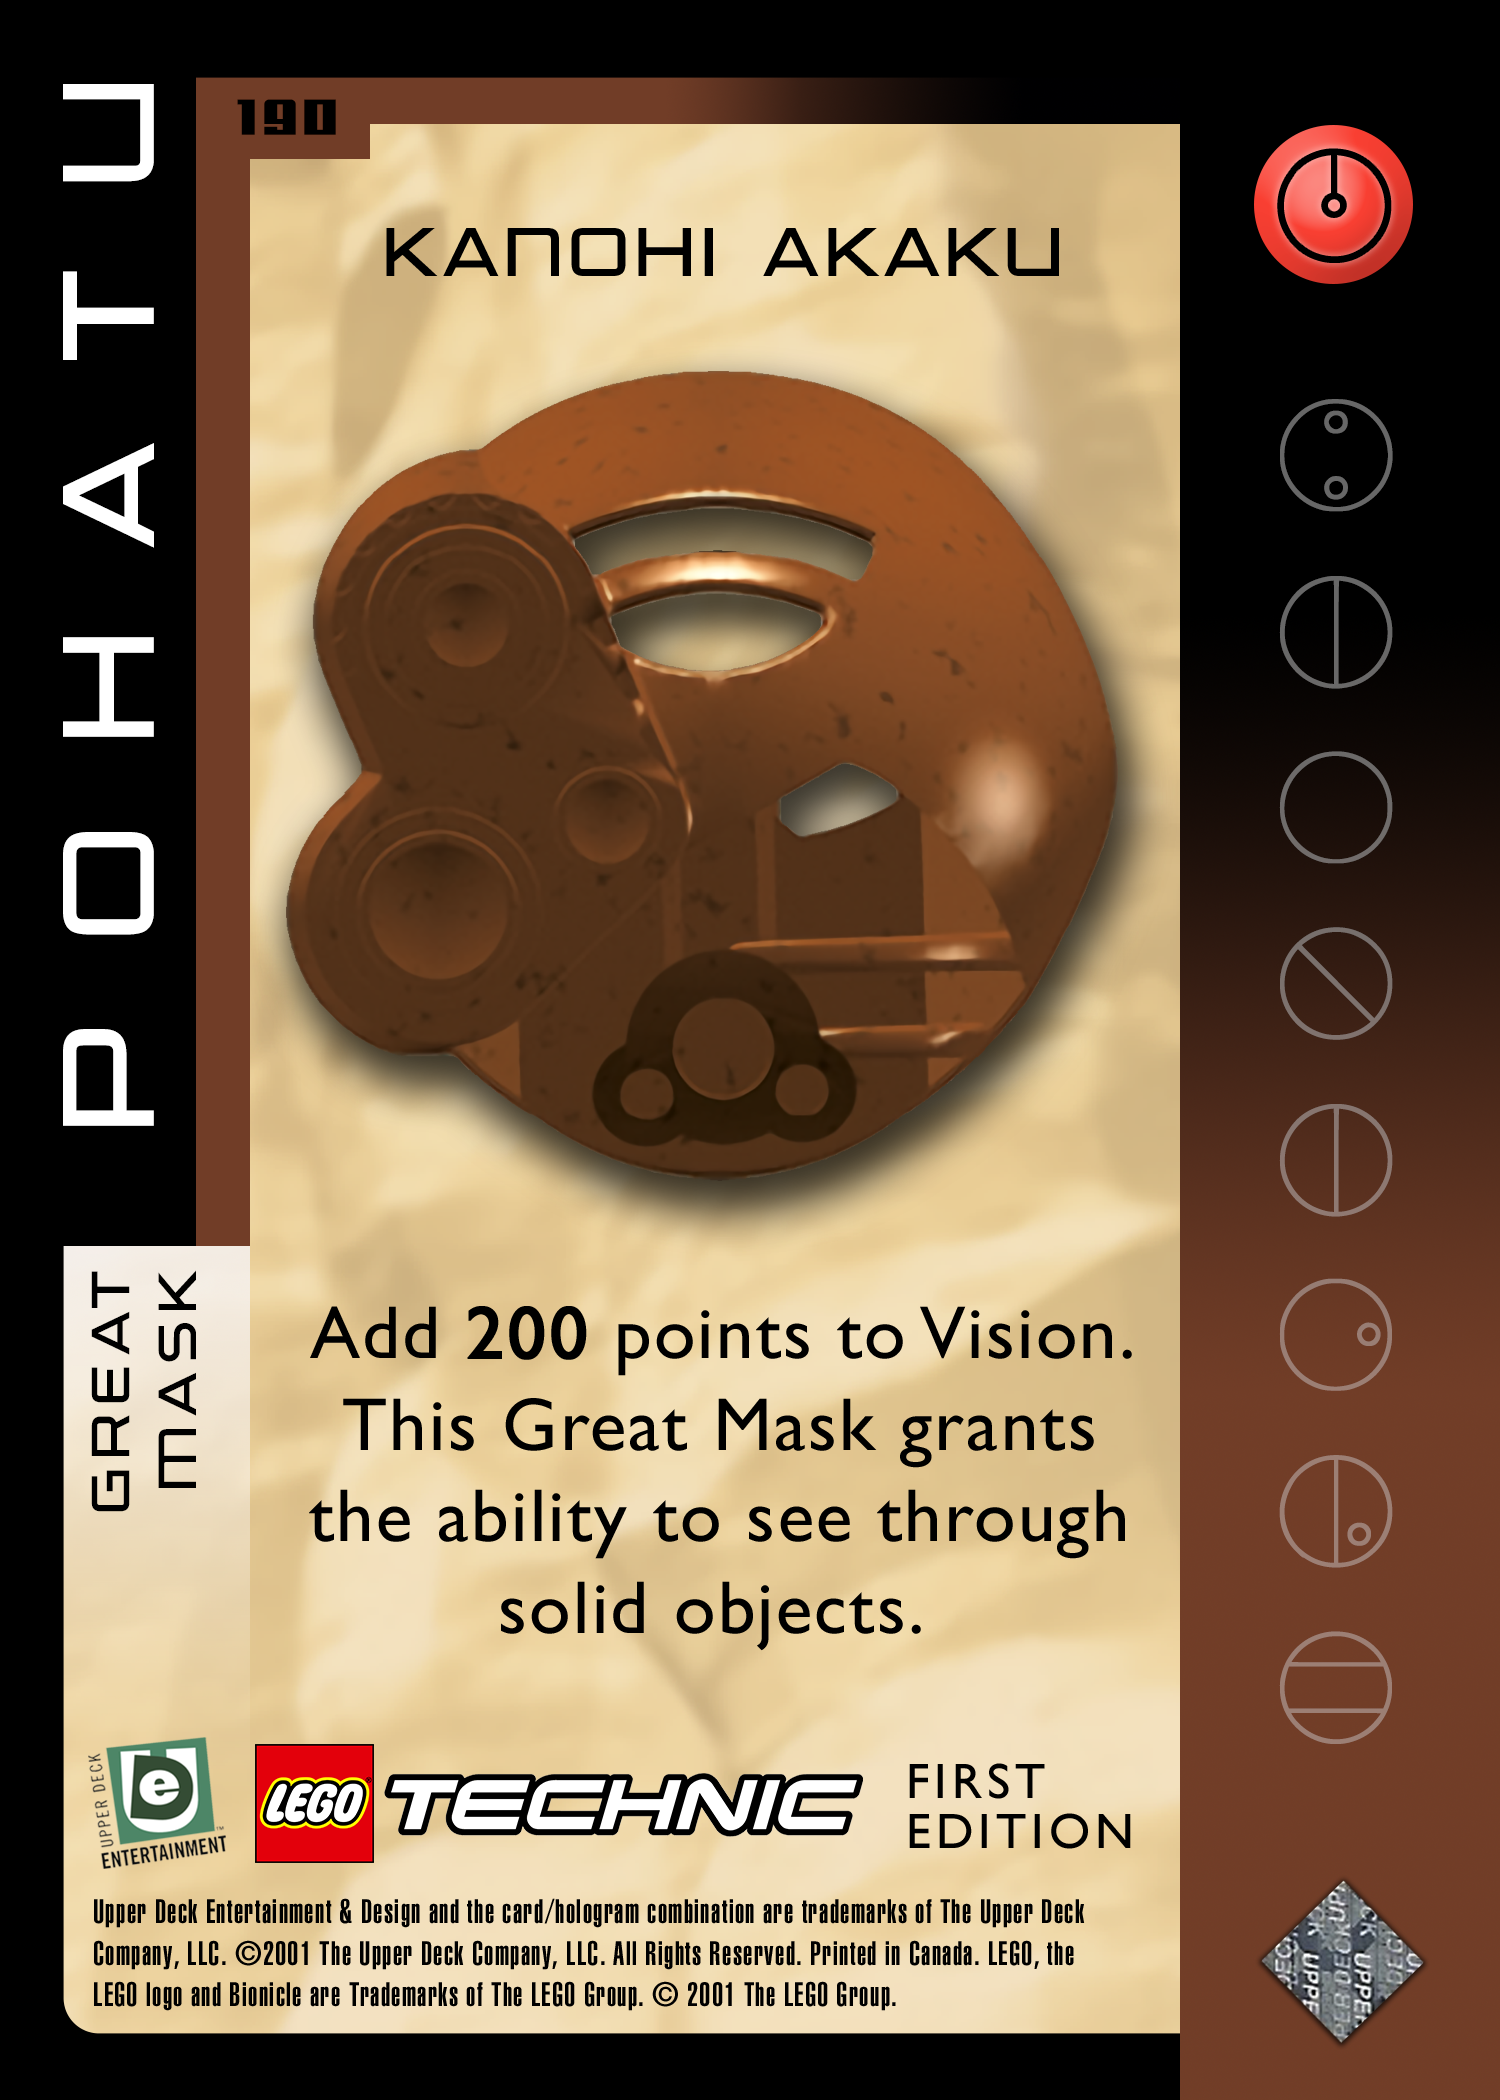 POHATU
190
KANOHI AKAKU
GREAT
MASK
Add 200 points to Vision.
This Great Mask grants
the ability to see through
solid objects.
UPPER DECK
ENTERTAINMENT
LEGO TECHNIC
FIRST
EDITION
Upper Deck Entertainment & Design and the card/hologram combination are trademarks of The Upper Deck
Company, LLC. ©2001 The Upper Deck Company, LLC. All Rights Reserved. Printed in Canada. LEGO, the
LEGO logo and Bionicle are Trademarks of The LEGO Group. © 2001 The LEGO Group.